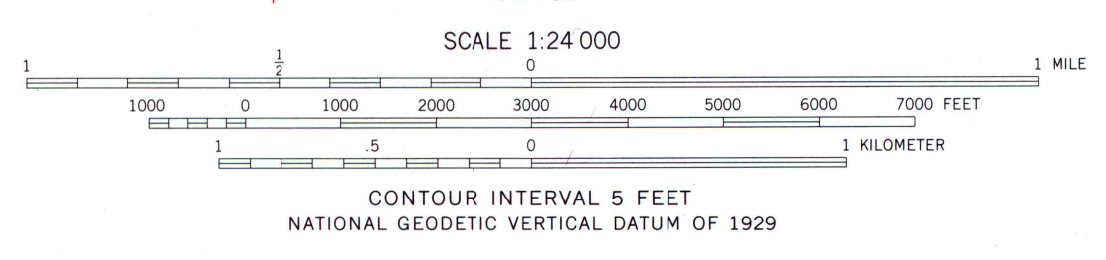 SCALE 1:24 000
1 1/2 0 1 MILE
1000 0 1000 2000 3000 4000 5000 6000 7000 FEET
1 .5 0 1 KILOMETER
CONTOUR INTERVAL 5 FEET
NATIONAL GEODETIC VERTICAL DATUM OF 1929